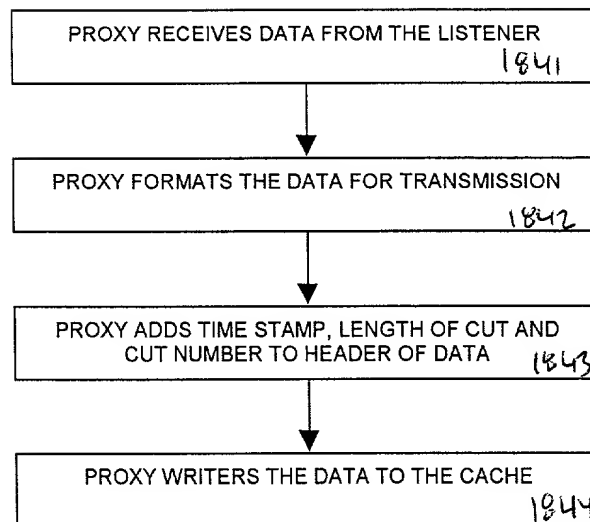 PROXY RECEIVES DATA FROM THE LISTENER
1841
PROXY FORMATS THE DATA FOR TRANSMISSION
1842
PROXY ADDS TIME STAMP, LENGTH OF CUT AND
CUT NUMBER TO HEADER OF DATA
1843
PROXY WRITERS THE DATA TO THE CACHE
1844